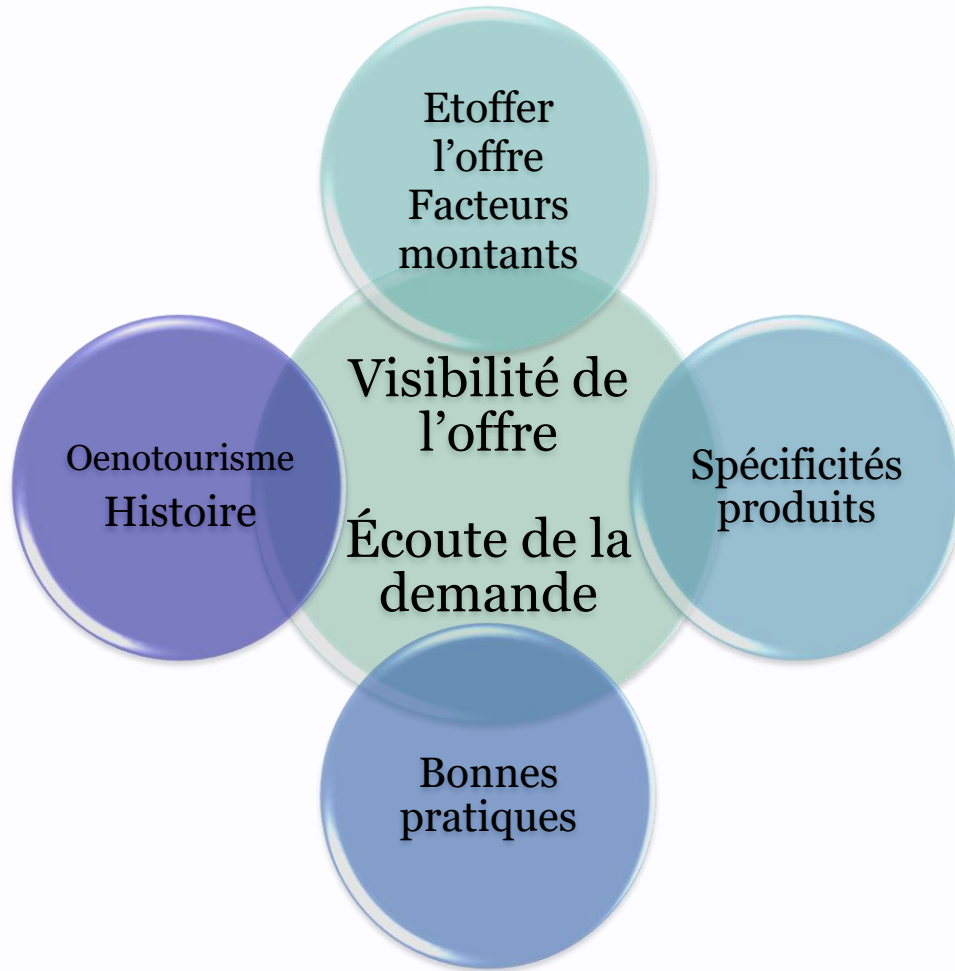 Etoffer
l’offre
Facteurs
montants
Visibilité de
l’offre
Écoute de la
demande
Oenotourisme
Histoire
Spécificités
produits
Bonnes
pratiques